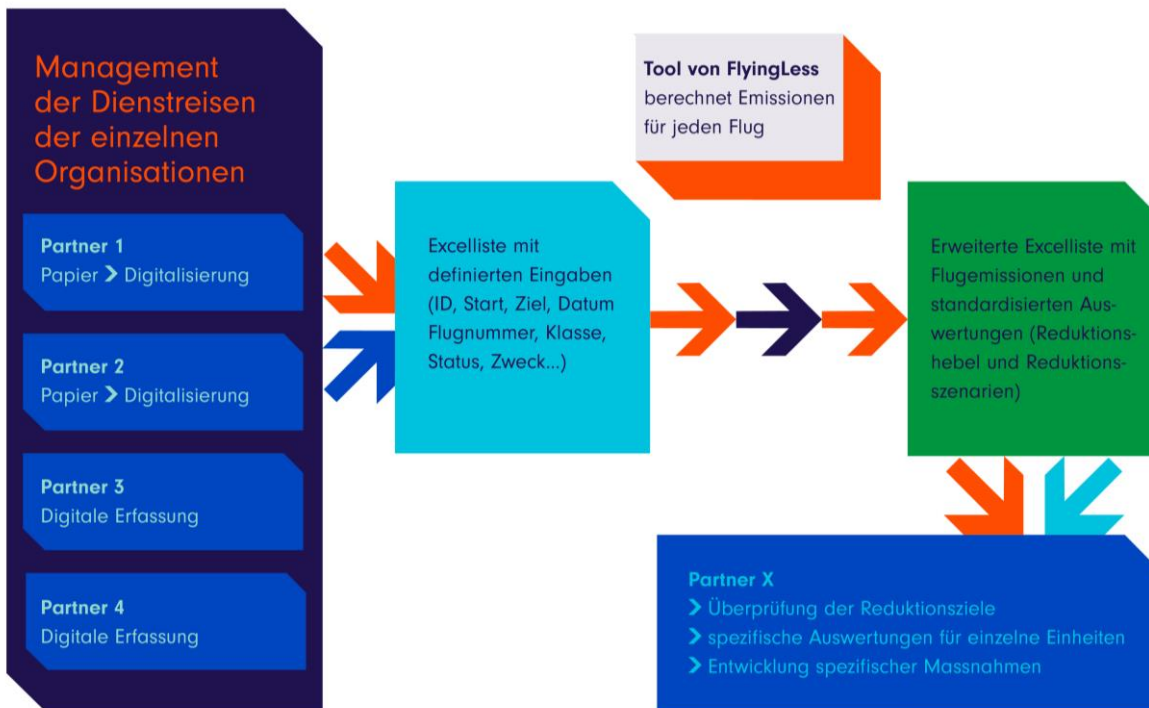 Management
der Dienstreisen
der einzelnen
Organisationen
Partner 1
Papier > Digitalisierung
Partner 2
Papier > Digitalisierung
Partner 3
Digitale Erfassung
Partner 4
Digitale Erfassung
Excelliste mit
definierten Eingaben
(ID, Start, Ziel, Datum
Flugnummer, Klasse,
Status, Zweck...)
Tool von FlyingLess
berechnet Emissionen
für jeden Flug
Erweiterte Excelliste mit
Flugemissionen und
standardisierten Aus-
wertungen (Reduktions-
hebel und Reduktions-
szenarien)
Partner X
> Überprüfung der Reduktionsziele
> spezifische Auswertungen für einzelne Einheiten
> Entwicklung spezifischer Massnahmen